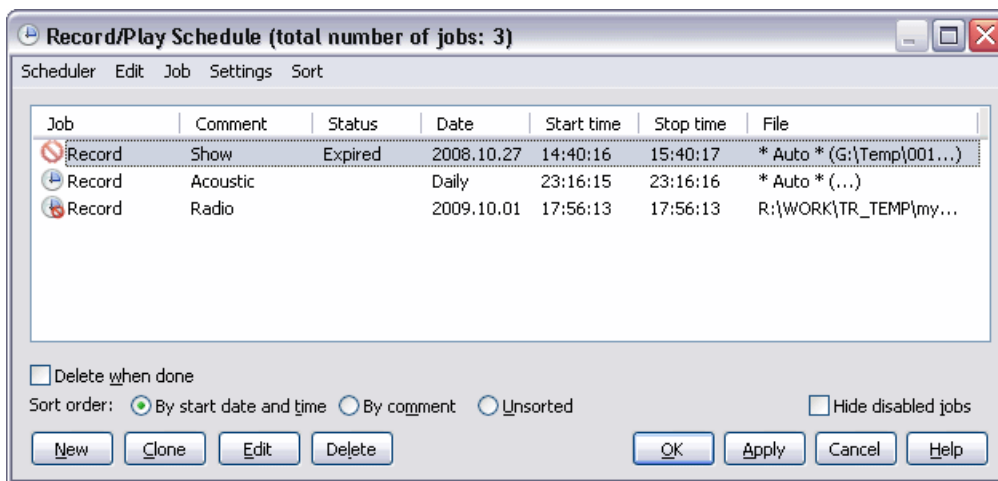 Record/Play Schedule (total number of jobs: 3)
Scheduler Edit Job Settings Sort
Job Comment Status Date Start time Stop time File
Record Show Expired 2008.10.27 14:40:16 15:40:17 * Auto * (G:\Temp\001...)
Record Acoustic Daily 23:16:15 23:16:16 * Auto * (...)
Record Radio 2009.10.01 17:56:13 17:56:13 R:\WORK\TR_TEMP\my...
Delete when done
Sort order: By start date and time By comment Unsorted Hide disabled jobs
New Clone Edit Delete OK Apply Cancel Help